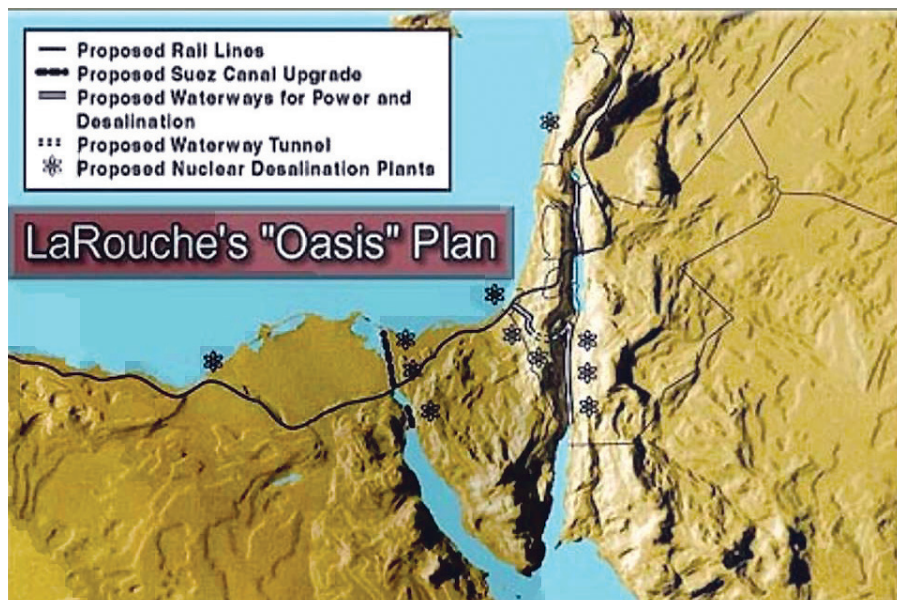 Proposed Rail Lines
Proposed Suez Canal Upgrade
Proposed Waterways for Power and
Desalination
Proposed Waterway Tunnel
Proposed Nuclear Desalination Plants
LaRouche's "Oasis" Plan